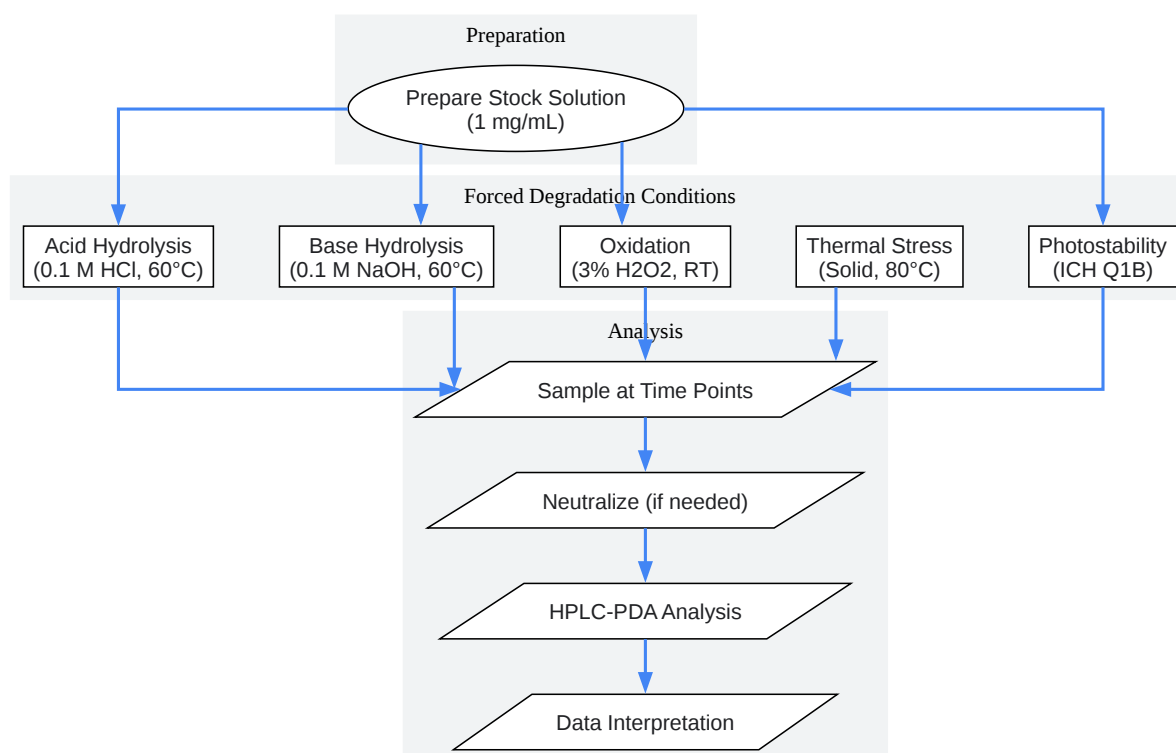 Preparation
Prepare Stock Solution
(1 mg/mL)
Forced Degradation Conditions
Acid Hydrolysis
(0.1 M HCl, 60°C)
Base Hydrolysis
(0.1 M NaOH, 60°C)
Oxidation
(3% H2O2, RT)
Thermal Stress
(Solid, 80°C)
Photostability
(ICH Q1B)
Analysis
Sample at Time Points
Neutralize (if needed)
HPLC-PDA Analysis
Data Interpretation